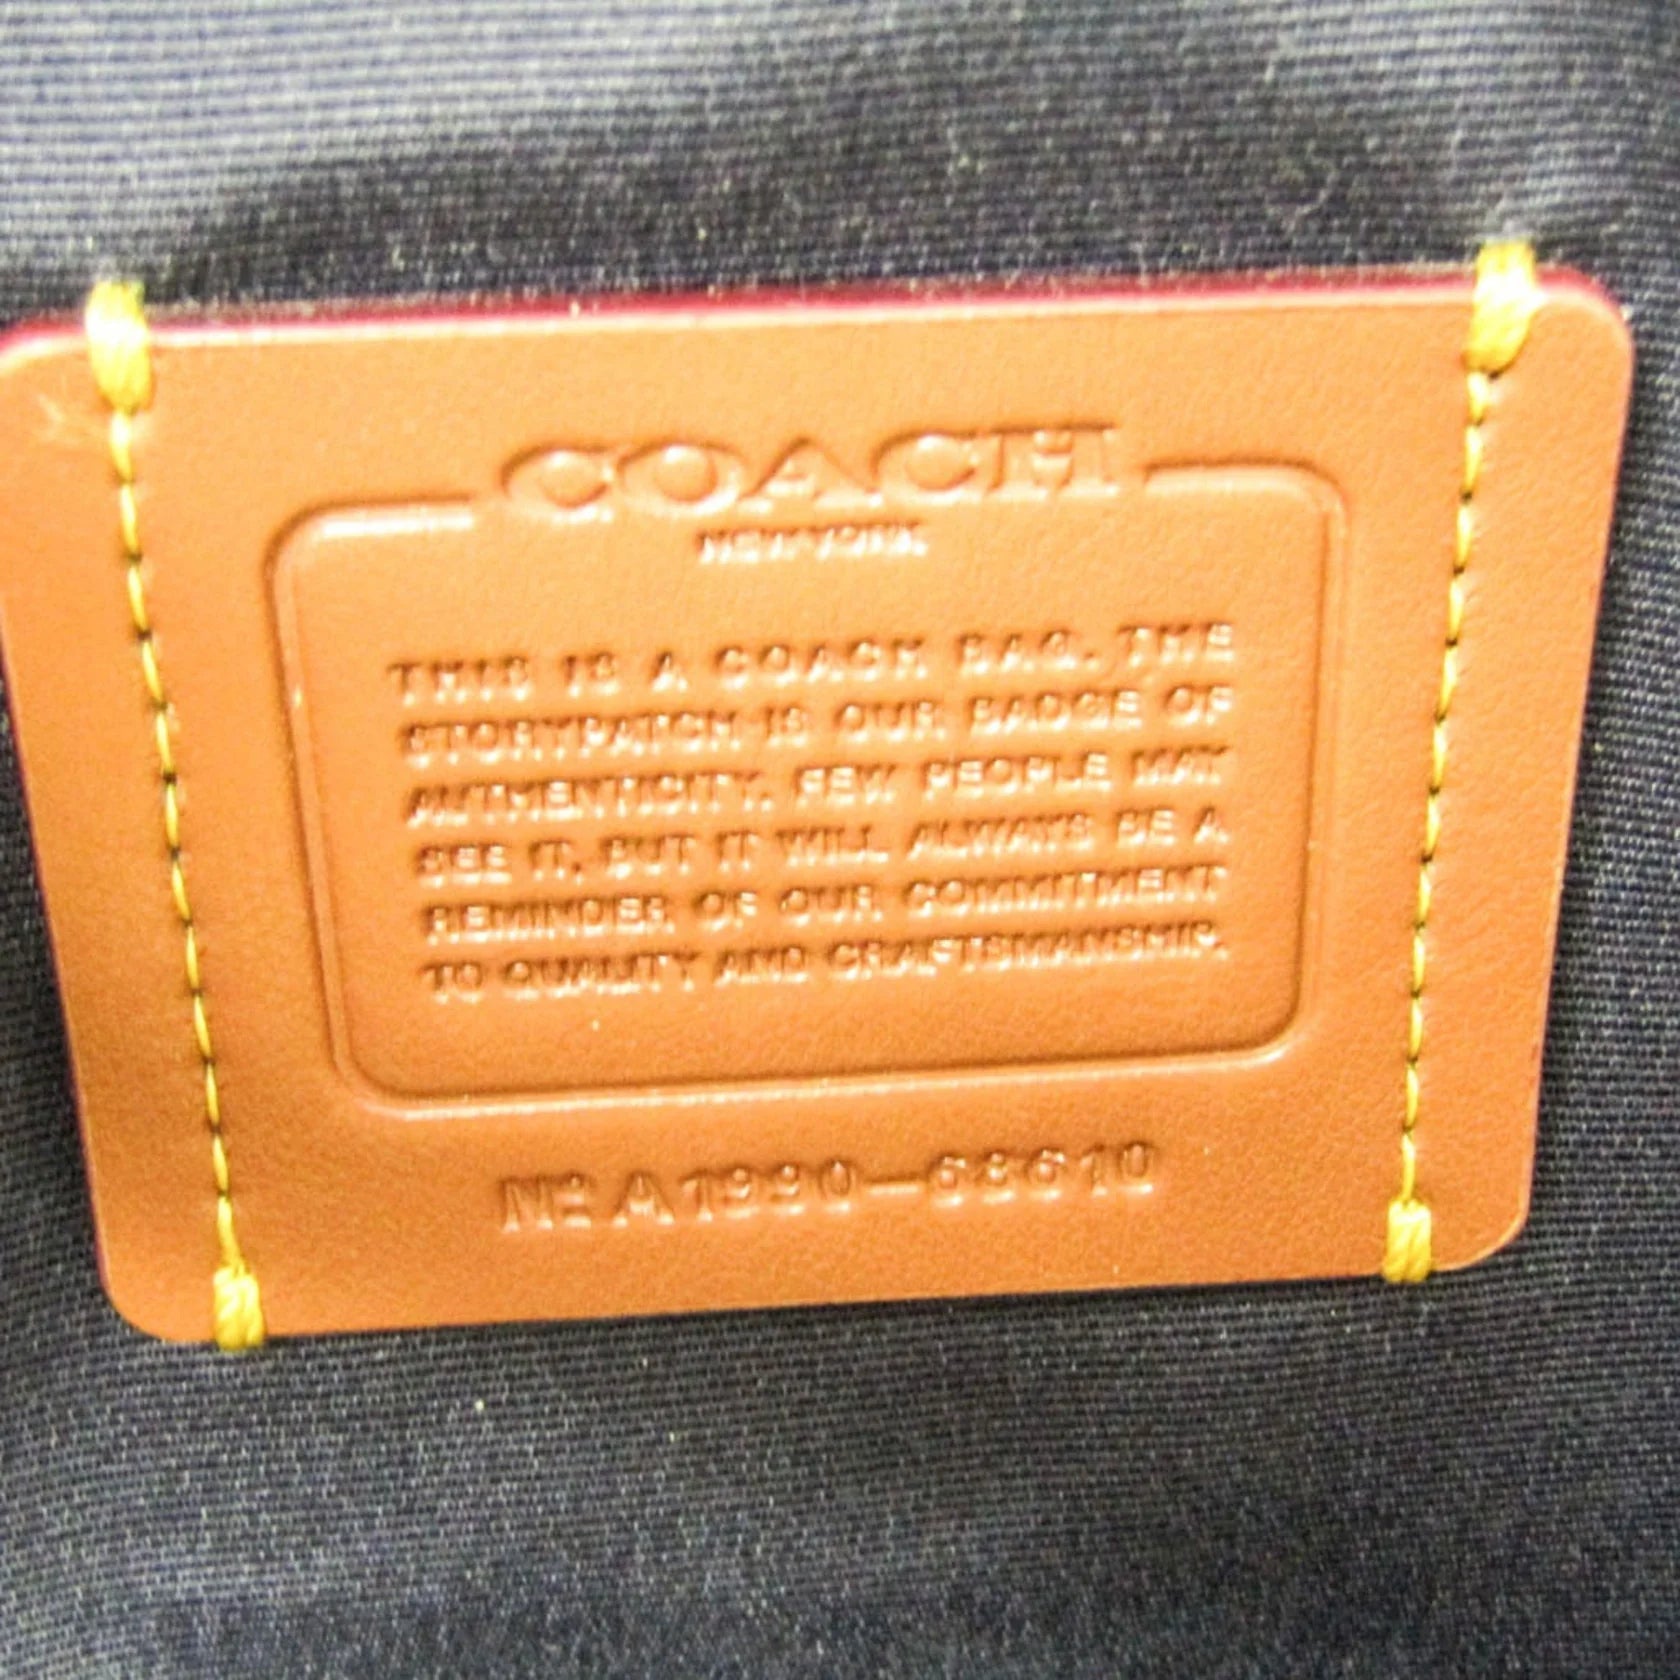 COACH
NEW YORK
THIS IS A COACH BAG. THE
STORYPATCH IS OUR BADGE OF
AUTHENTICITY. FEW PEOPLE MAY
SEE IT, BUT IT WILL ALWAYS BE A
REMINDER OF OUR COMMITMENT
TO QUALITY AND CRAFTSMANSHIP.
Nº A1990-68610